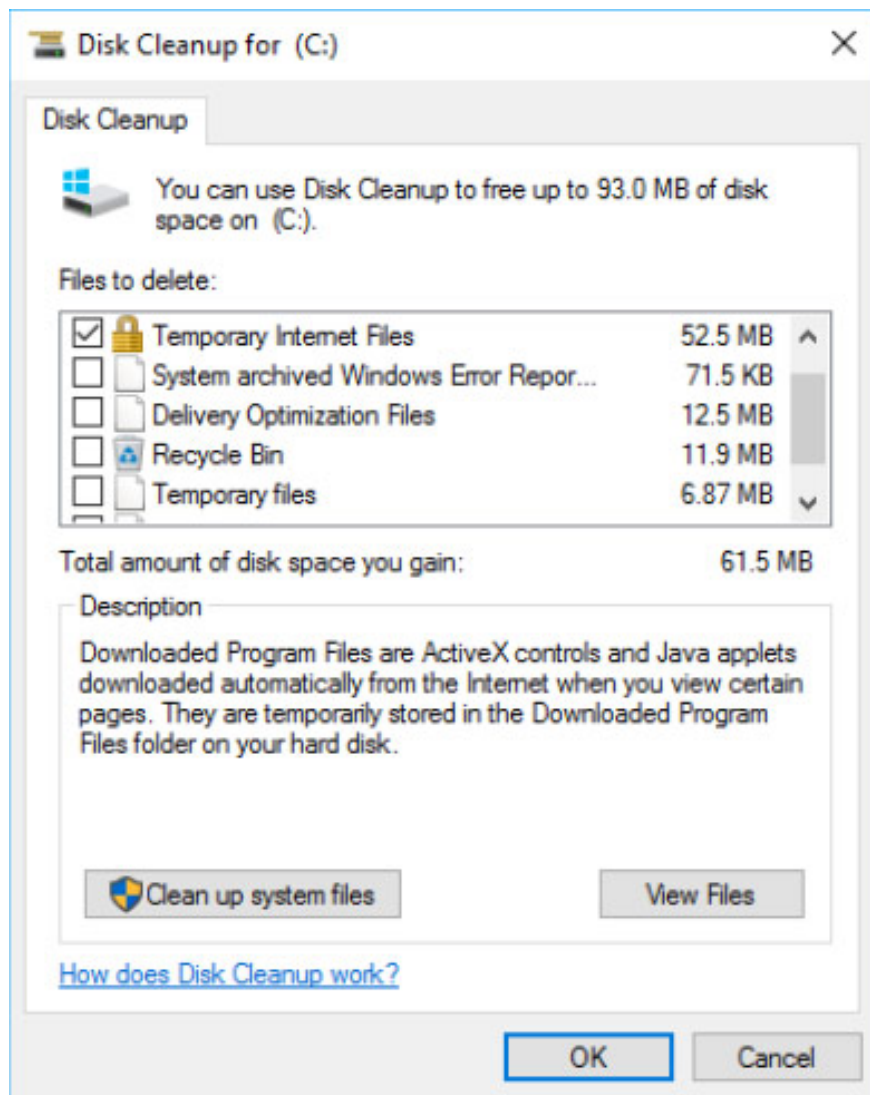 Disk Cleanup for (C:)
Disk Cleanup
You can use Disk Cleanup to free up to 93.0 MB of disk
space on (C:).
Files to delete:
Temporary Internet Files 52.5 MB
System archived Windows Error Repor... 71.5 KB
Delivery Optimization Files 12.5 MB
Recycle Bin 11.9 MB
Temporary files 6.87 MB
Total amount of disk space you gain: 61.5 MB
Description
Downloaded Program Files are ActiveX controls and Java applets
downloaded automatically from the Internet when you view certain
pages. They are temporarily stored in the Downloaded Program
Files folder on your hard disk.
Clean up system files View Files
How does Disk Cleanup work?
OK Cancel